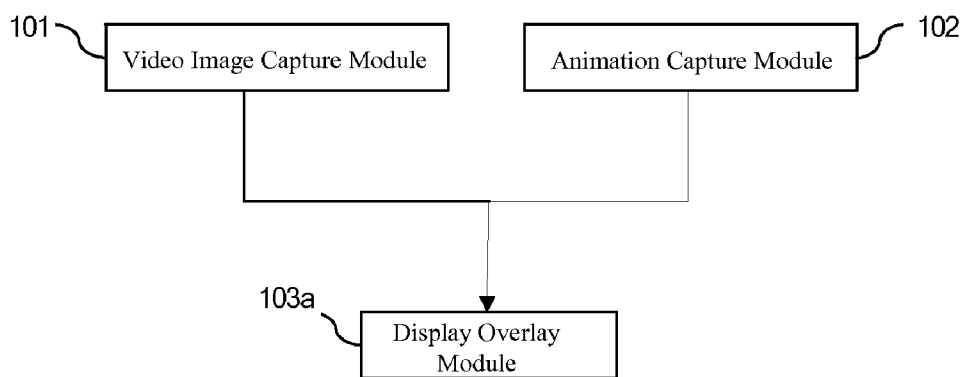 101
Video Image Capture Module
102
Animation Capture Module
103a
Display Overlay
Module